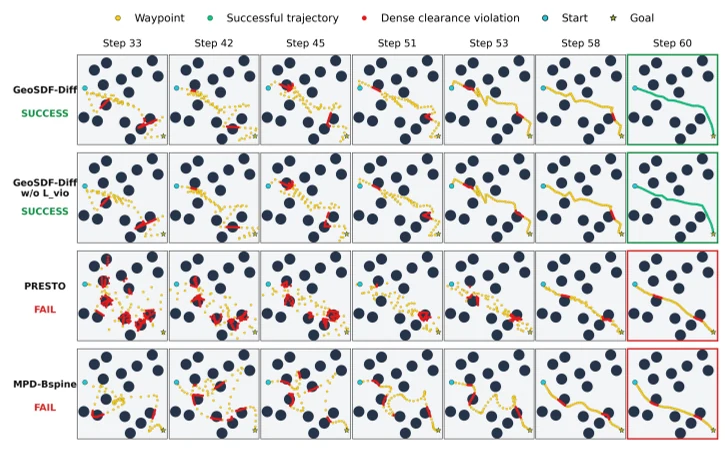 Waypoint Successful trajectory Dense clearance violation Start Goal
Step 33 Step 42 Step 45 Step 51 Step 53 Step 58 Step 60
GeoSDF-Diff
SUCCESS
GeoSDF-Diff
w/o L_vio
SUCCESS
PRESTO
FAIL
MPD-Bspine
FAIL